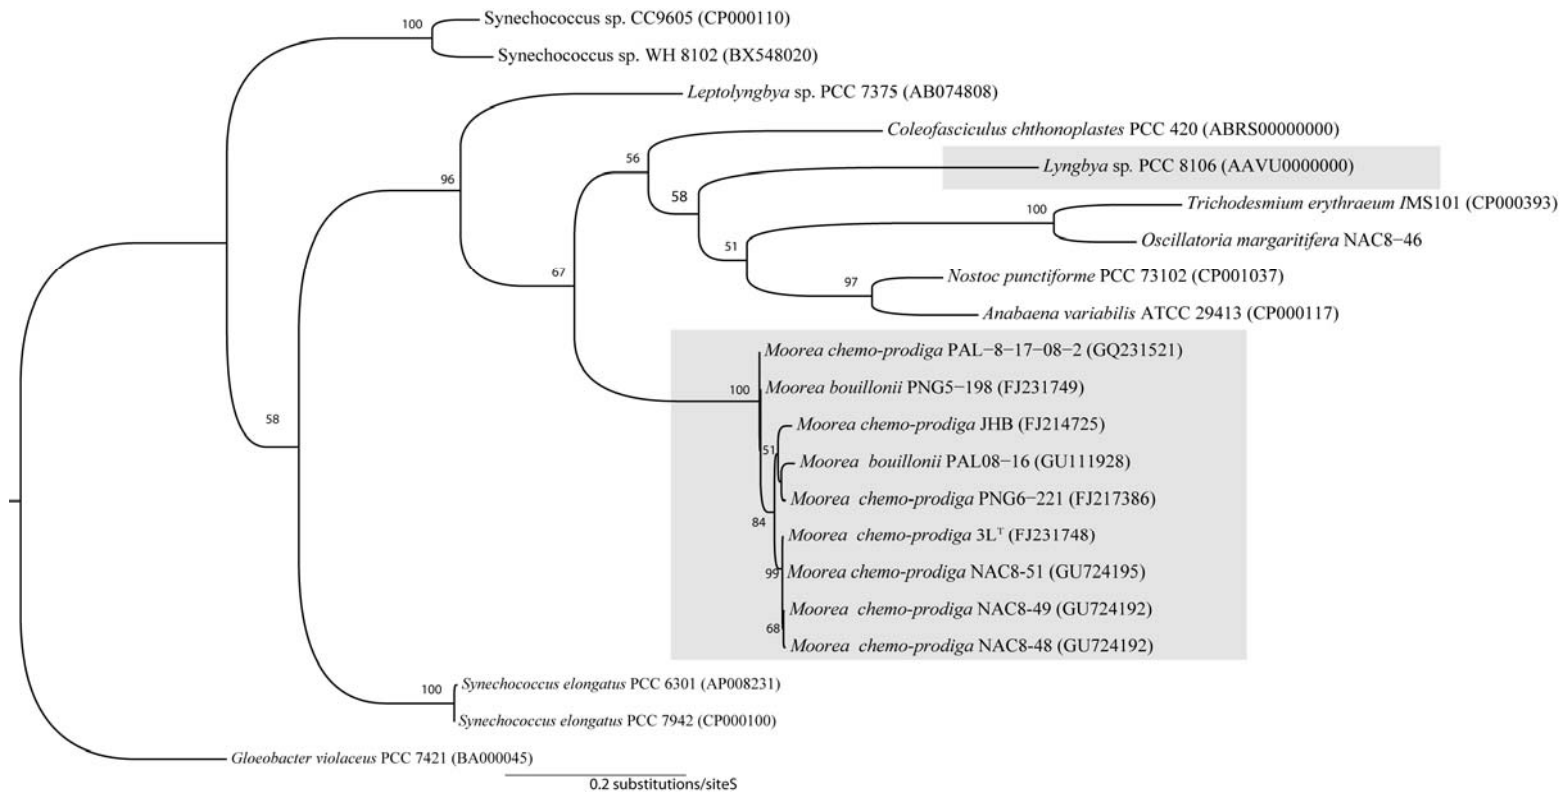 100
Synechococcus sp. CC9605 (CP000110)
Synechococcus sp. WH 8102 (BX548020)
Leptolyngbya sp. PCC 7375 (AB074808)
Coleofasciculus chthonoplastes PCC 420 (ABRS00000000)
56
Lyngbya sp. PCC 8106 (AAVU0000000)
96
58
Trichodesmium erythraeum IMS101 (CP000393)
100
Oscillatoria margaritifera NAC8−46
51
67
Nostoc punctiforme PCC 73102 (CP001037)
97
Anabaena variabilis ATCC 29413 (CP000117)
Moorea chemo-prodiga PAL−8−17−08−2 (GQ231521)
100
Moorea bouillonii PNG5−198 (FJ231749)
58
Moorea chemo-prodiga JHB (FJ214725)
51
Moorea bouillonii PAL08−16 (GU111928)
Moorea chemo-prodiga PNG6−221 (FJ217386)
84
Moorea chemo-prodiga 3Lᵀ (FJ231748)
99
Moorea chemo-prodiga NAC8-51 (GU724195)
Moorea chemo-prodiga NAC8-49 (GU724192)
68
Moorea chemo-prodiga NAC8-48 (GU724192)
100
Synechococcus elongatus PCC 6301 (AP008231)
Synechococcus elongatus PCC 7942 (CP000100)
Gloeobacter violaceus PCC 7421 (BA000045)
0.2 substitutions/siteS